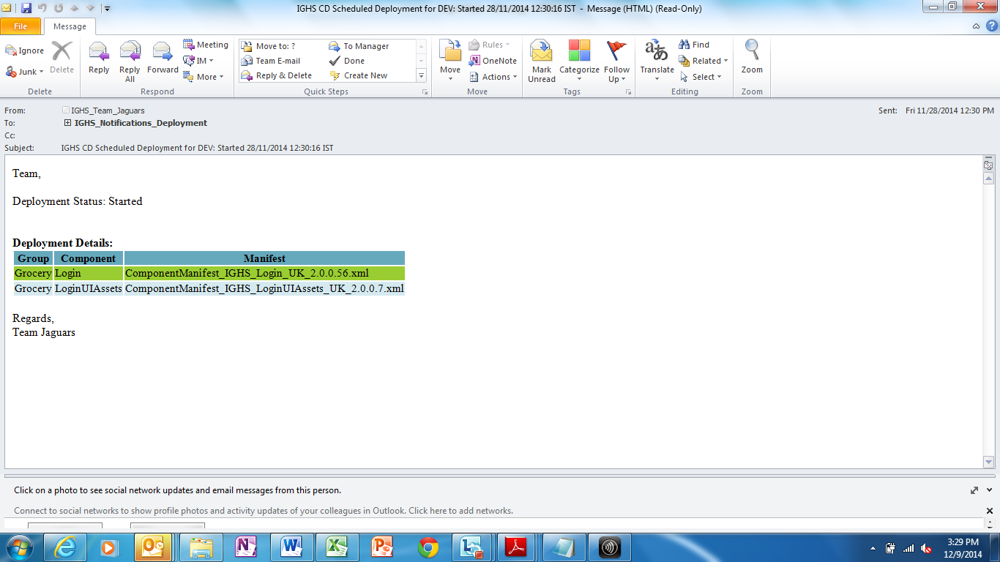 IGHS CD Scheduled Deployment for DEV: Started 28/11/2014 12:30:16 IST - Message (HTML) (Read-Only)
File Message
Ignore
Junk
Delete
Delete
Reply
Reply All
Forward
Meeting
IM
More
Respond
Move to: ?
Team E-mail
Reply & Delete
To Manager
Done
Create New
Quick Steps
Move
Rules
OneNote
Actions
Move
Mark Unread
Categorize
Follow Up
Tags
Translate
Find
Related
Select
Editing
Zoom
Zoom
From: IGHS_Team_Jaguars
Sent: Fri 11/28/2014 12:30 PM
To: IGHS_Notifications_Deployment
Cc:
Subject: IGHS CD Scheduled Deployment for DEV: Started 28/11/2014 12:30:16 IST
Team,
Deployment Status: Started
Deployment Details:
Group Component Manifest
Grocery Login ComponentManifest_IGHS_Login_UK_2.0.0.56.xml
Grocery LoginUIAssets ComponentManifest_IGHS_LoginUIAssets_UK_2.0.0.7.xml
Regards,
Team Jaguars
Click on a photo to see social network updates and email messages from this person.
Connect to social networks to show profile photos and activity updates of your colleagues in Outlook. Click here to add networks.
3:29 PM
12/9/2014